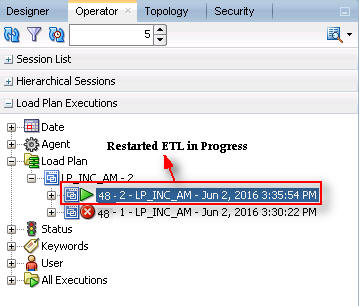 Designer Operator Topology Security
5
Session List
Hierarchical Sessions
Load Plan Executions
Date
Agent
Restarted ETL in Progress
Load Plan
LP_INC_AM - 2
48 - 2 - LP_INC_AM - Jun 2, 2016 3:35:54 PM
48 - 1 - LP_INC_AM - Jun 2, 2016 3:30:22 PM
Status
Keywords
User
All Executions